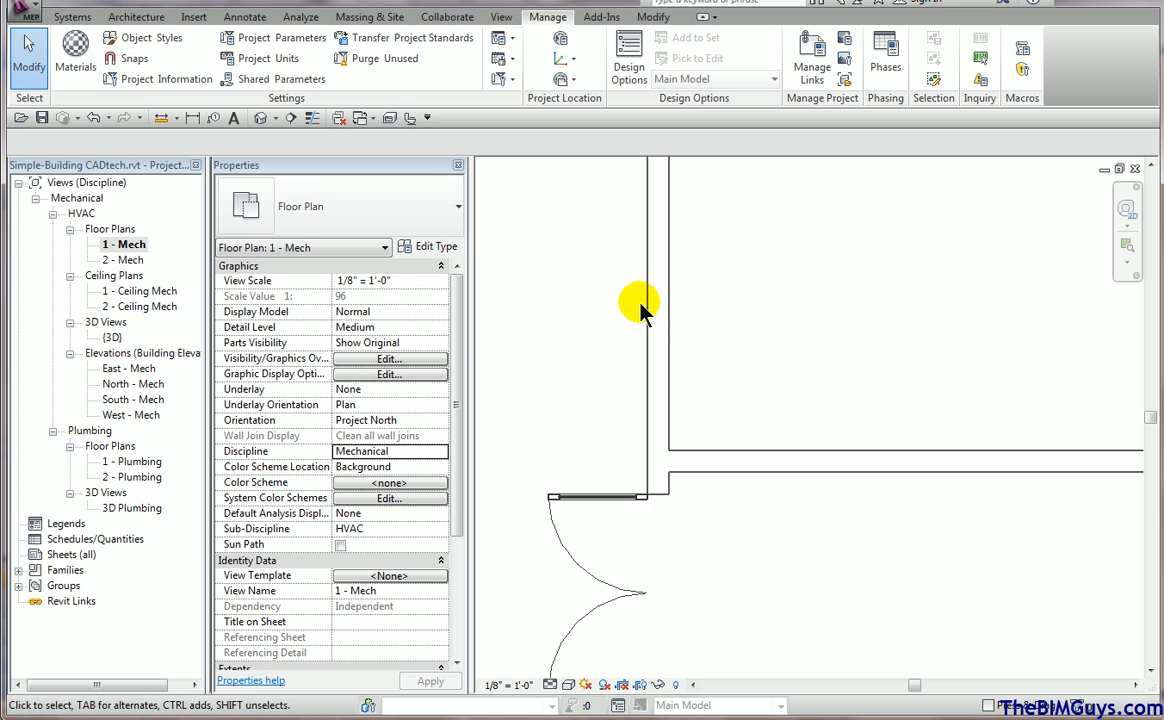 MEP Systems Architecture Insert Annotate Analyze Massing & Site Collaborate View Manage Add-Ins Modify
Modify
Materials
Object Styles
Snaps
Project Information
Project Parameters
Project Units
Shared Parameters
Transfer Project Standards
Purge Unused
Design
Options
Add to Set
Pick to Edit
Main Model
Manage
Links
Phases
Select Settings Project Location Design Options Manage Project Phasing Selection Inquiry Macros
Simple-Building CADtech.rvt - Project...
Views (Discipline)
Mechanical
HVAC
Floor Plans
1 - Mech
2 - Mech
Ceiling Plans
1 - Ceiling Mech
2 - Ceiling Mech
3D Views
{3D}
Elevations (Building Eleva
East - Mech
North - Mech
South - Mech
West - Mech
Plumbing
Floor Plans
1 - Plumbing
2 - Plumbing
3D Views
3D Plumbing
Legends
Schedules/Quantities
Sheets (all)
Families
Groups
Revit Links
Properties
Floor Plan
Floor Plan: 1 - Mech Edit Type
Graphics
View Scale 1/8" = 1'-0"
Scale Value 1: 96
Display Model Normal
Detail Level Medium
Parts Visibility Show Original
Visibility/Graphics Ov... Edit...
Graphic Display Opti... Edit...
Underlay None
Underlay Orientation Plan
Orientation Project North
Wall Join Display Clean all wall joins
Discipline Mechanical
Color Scheme Location Background
Color Scheme <none>
System Color Schemes Edit...
Default Analysis Displ... None
Sub-Discipline HVAC
Sun Path
Identity Data
View Template <None>
View Name 1 - Mech
Dependency Independent
Title on Sheet
Referencing Sheet
Referencing Detail
Extents
Properties help Apply
2D
1/8" = 1'-0"
Click to select, TAB for alternates, CTRL adds, SHIFT unselects. :0 Main Model
TheBIMGuys.com